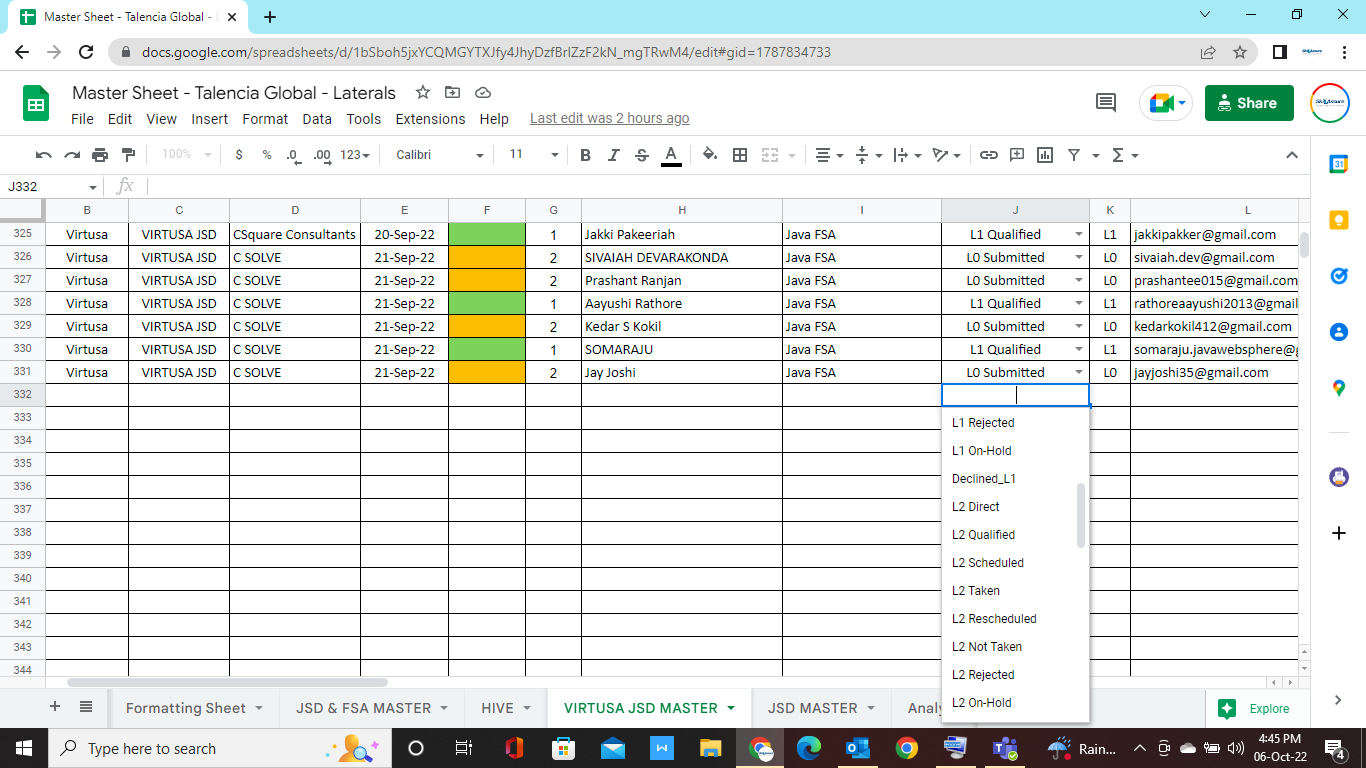 Master Sheet - Talencia Global -
docs.google.com/spreadsheets/d/1bSboh5jxYCQMGYTXJfy4JhyDzfBrIZzF2kN_mgTRwM4/edit#gid=1787834733
Master Sheet - Talencia Global - Laterals
File Edit View Insert Format Data Tools Extensions Help Last edit was 2 hours ago
Share
100% $ % .0 .00 123 Calibri 11 B I S A
J332 fx
B C D E F G H I J K L
325 Virtusa VIRTUSA JSD CSquare Consultants 20-Sep-22 1 Jakki Pakeeriah Java FSA L1 Qualified L1 jakkipakker@gmail.com
326 Virtusa VIRTUSA JSD C SOLVE 21-Sep-22 2 SIVAIAH DEVARAKONDA Java FSA L0 Submitted L0 sivaiah.dev@gmail.com
327 Virtusa VIRTUSA JSD C SOLVE 21-Sep-22 2 Prashant Ranjan Java FSA L0 Submitted L0 prashantee015@gmail.com
328 Virtusa VIRTUSA JSD C SOLVE 21-Sep-22 1 Aayushi Rathore Java FSA L1 Qualified L1 rathoreaayushi2013@gmail
329 Virtusa VIRTUSA JSD C SOLVE 21-Sep-22 2 Kedar S Kokil Java FSA L0 Submitted L0 kedarkokil412@gmail.com
330 Virtusa VIRTUSA JSD C SOLVE 21-Sep-22 1 SOMARAJU Java FSA L1 Qualified L1 somaraju.javawebsphere@g
331 Virtusa VIRTUSA JSD C SOLVE 21-Sep-22 2 Jay Joshi Java FSA L0 Submitted L0 jayjoshi35@gmail.com
332
333
334
335
336
337
338
339
340
341
342
343
344
L1 Rejected
L1 On-Hold
Declined_L1
L2 Direct
L2 Qualified
L2 Scheduled
L2 Taken
L2 Rescheduled
L2 Not Taken
L2 Rejected
L2 On-Hold
Formatting Sheet JSD & FSA MASTER HIVE VIRTUSA JSD MASTER JSD MASTER Analy
Explore
Type here to search
Rain...
4:45 PM
06-Oct-22
4